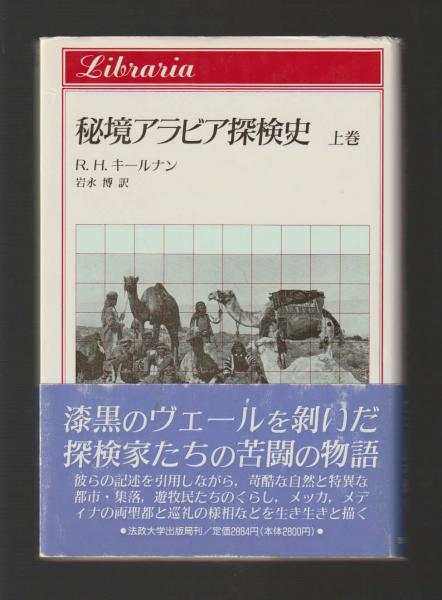 Libraria
秘境アラビア探検史 上巻
R.H.キールナン
岩永 博 訳
漆黒のヴェールを剥いだ
探検家たちの苦闘の物語
彼らの記述を引用しながら，苛酷な自然と特異な
都市・集落，遊牧民たちのくらし，メッカ，メデ
ィナの両聖都と巡礼の様相などを生き生きと描く
●法政大学出版局刊／定価2884円(本体2800円)●